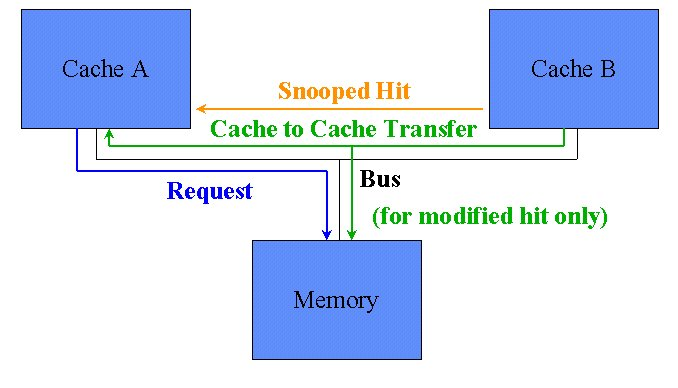 Cache A
Cache B
Snooped Hit
Cache to Cache Transfer
Request
Bus
(for modified hit only)
Memory